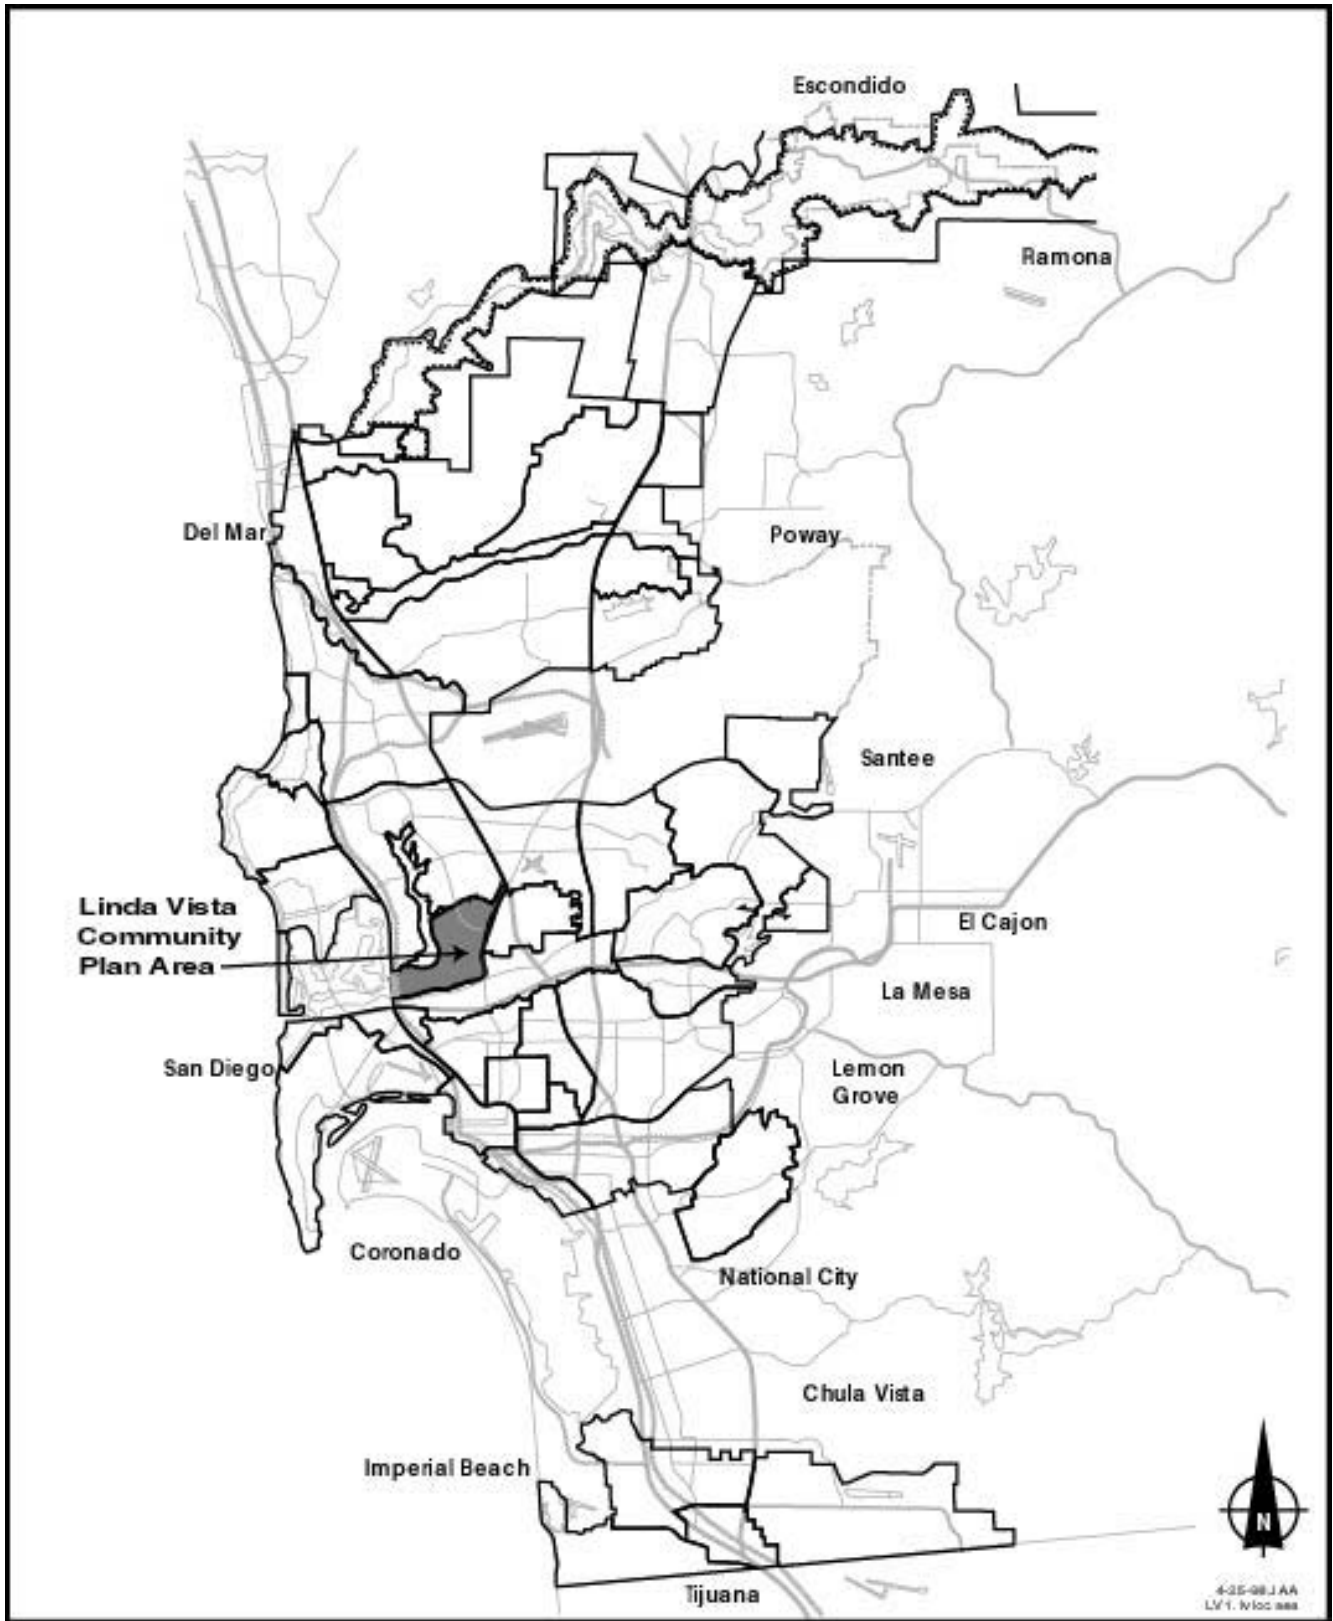 Escondido
Ramona
Del Mar
Poway
Santee
Linda Vista
Community
Plan Area
El Cajon
La Mesa
San Diego
Lemon
Grove
Coronado
National City
Chula Vista
Imperial Beach
N
Tijuana